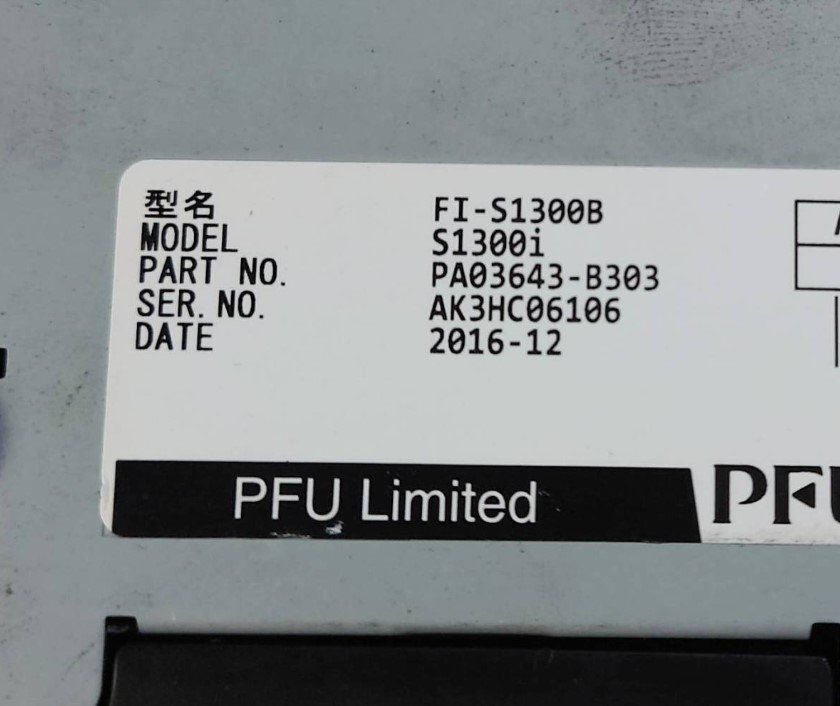 型名 FI-S1300B
MODEL S1300i
PART NO. PA03643-B303
SER. NO. AK3HC06106
DATE 2016-12
PFU Limited